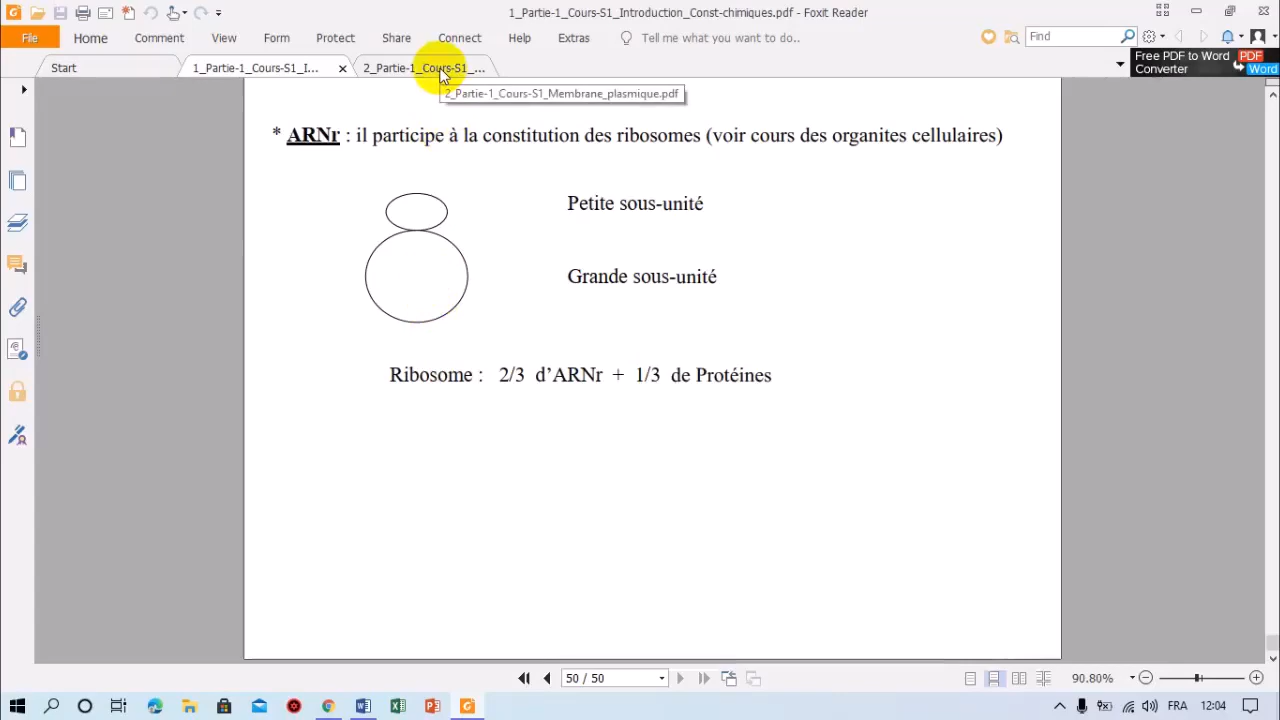 1_Partie-1_Cours-S1_Introduction_Const-chimiques.pdf - Foxit Reader
File Home Comment View Form Protect Share Connect Help Extras Tell me what you want to do.. Find
Start 1_Partie-1_Cours-S1_I... 2_Partie-1_Cours-S1_...
Free PDF to Word Converter PDF Word
2_Partie-1_Cours-S1_Membrane_plasmique.pdf
* ARNr : il participe à la constitution des ribosomes (voir cours des organites cellulaires)
Petite sous-unité
Grande sous-unité
Ribosome : 2/3 d’ARNr + 1/3 de Protéines
50 / 50 90.80%
FRA 12:04